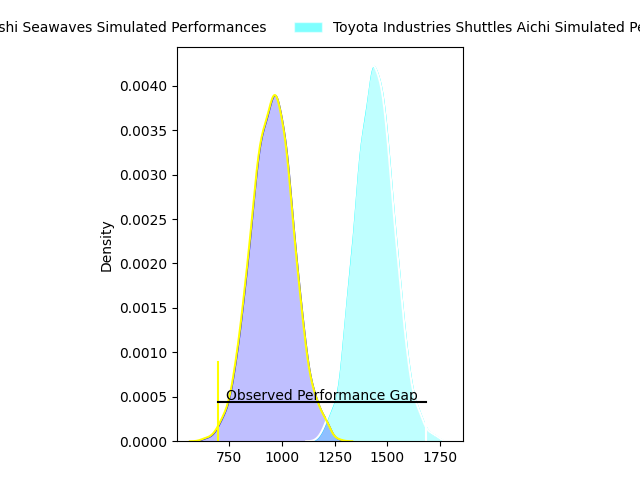 shi Seawaves Simulated Performances
Toyota Industries Shuttles Aichi Simulated Pe
0.0040
0.0035
0.0030
0.0025
0.0020
0.0015
0.0010
0.0005
0.0000
Density
Observed Performance Gap
750 1000 1250 1500 1750